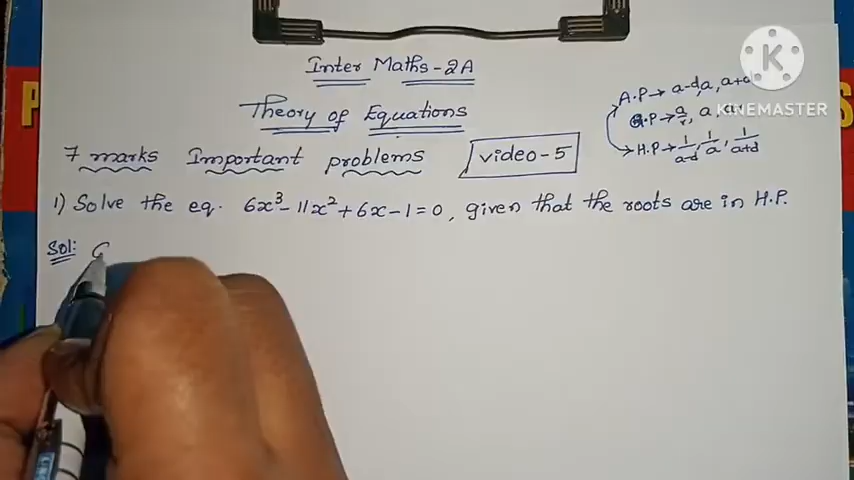 Inter Maths-2A
Theory of Equations
A.P → a-d, a, a+d
G.P → a/r, a, ar
H.P → 1/a-d, 1/a, 1/a+d
K
KINEMASTER
7 marks Important problems video-5
1) Solve the eq. 6x³-11x²+6x-1=0, given that the roots are in H.P.
Sol: G